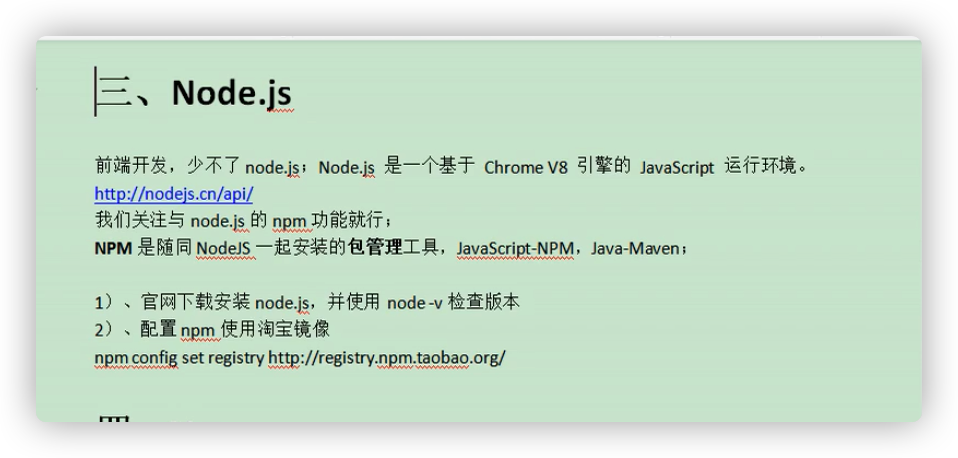 三、Node.js
前端开发，少不了 node.js；Node.js 是一个基于 Chrome V8 引擎的 JavaScript 运行环境。
http://nodejs.cn/api/
我们关注与 node.js 的 npm 功能就行；
NPM 是随同 NodeJS 一起安装的包管理工具，JavaScript-NPM，Java-Maven；
1）、官网下载安装 node.js，并使用 node -v 检查版本
2）、配置 npm 使用淘宝镜像
npm config set registry http://registry.npm.taobao.org/